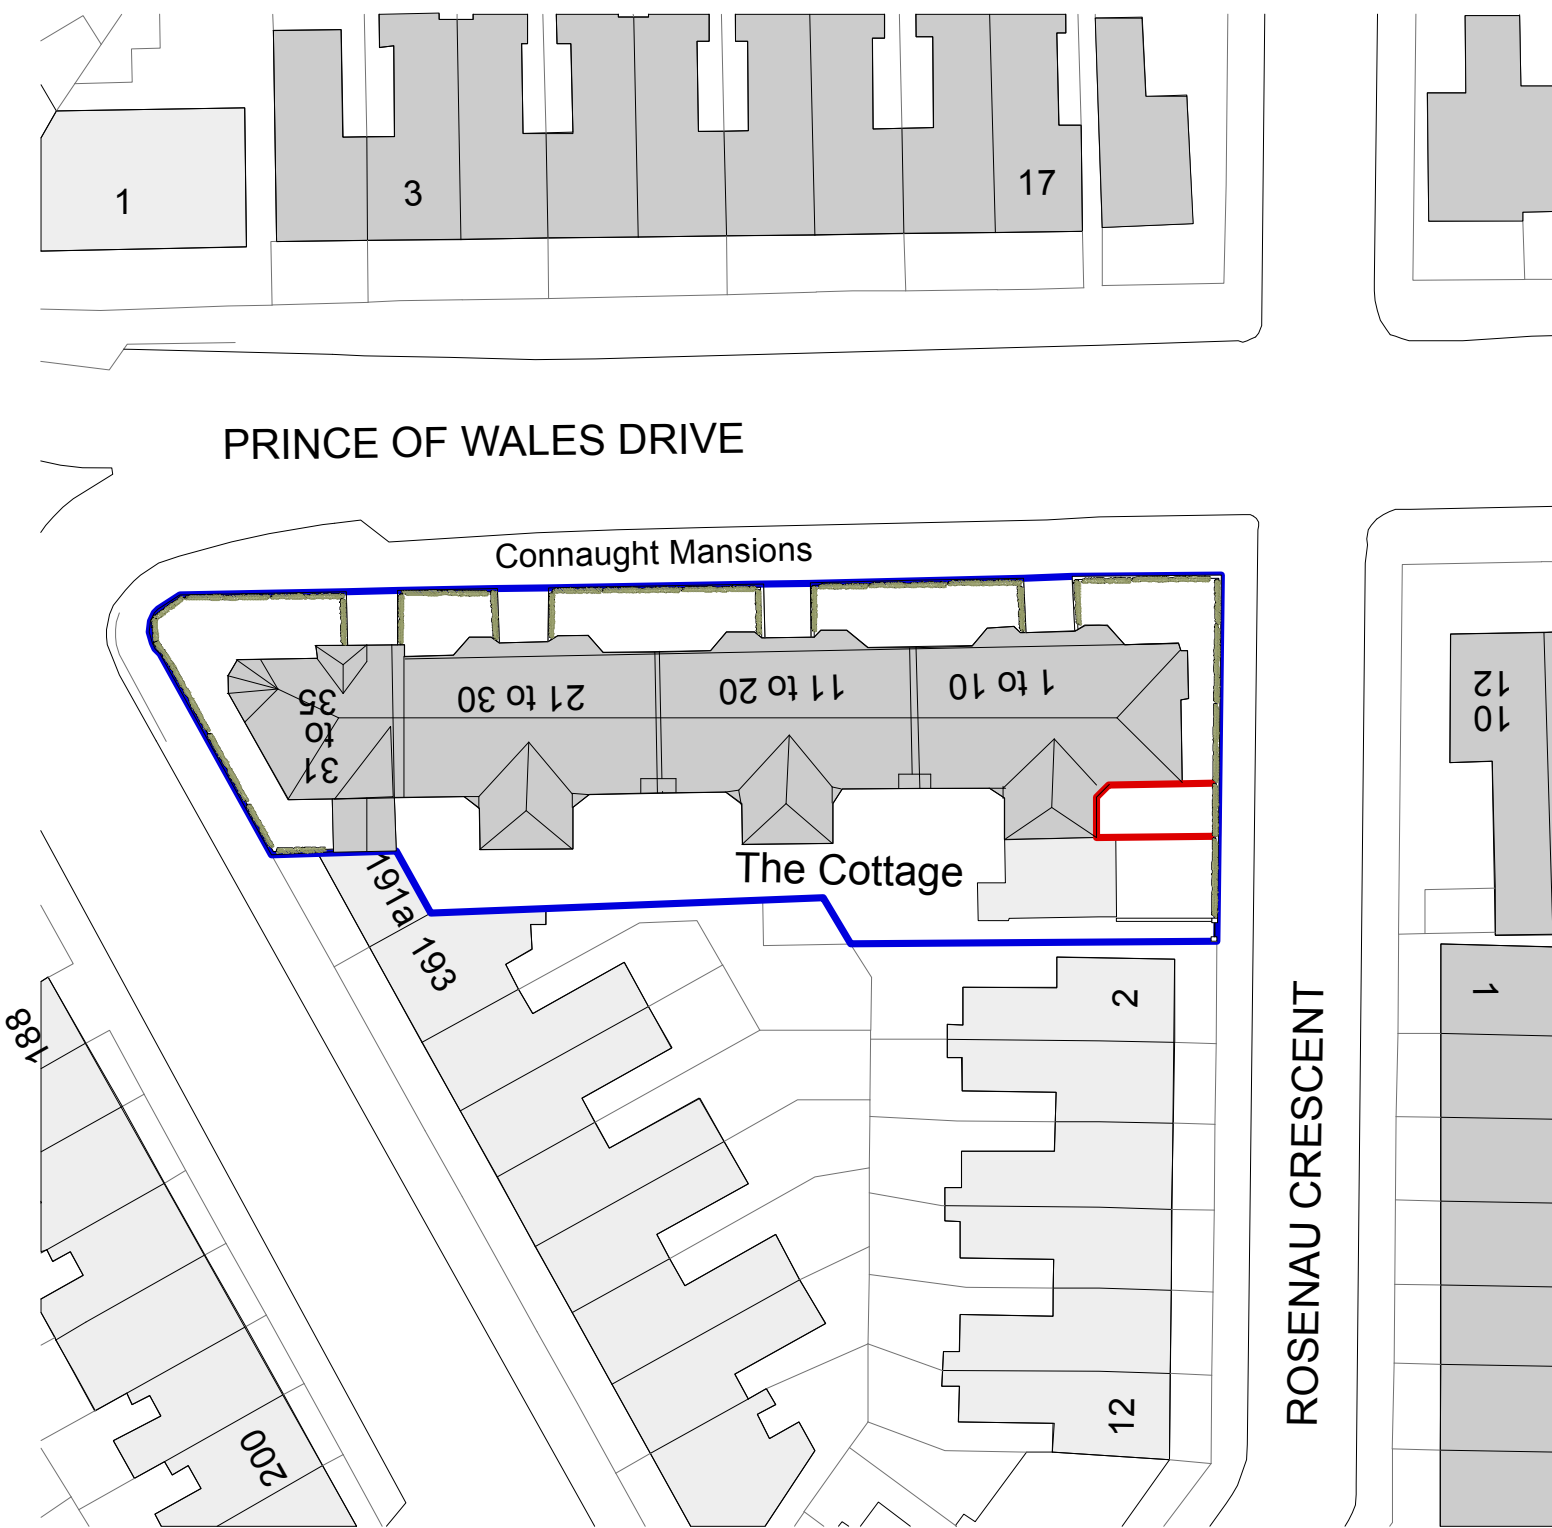 1
3
17
PRINCE OF WALES DRIVE
Connaught Mansions
31
to
35
21 to 30
11 to 20
1 to 10
10
12
The Cottage
191a
193
2
1
188
ROSENAU CRESCENT
12
200